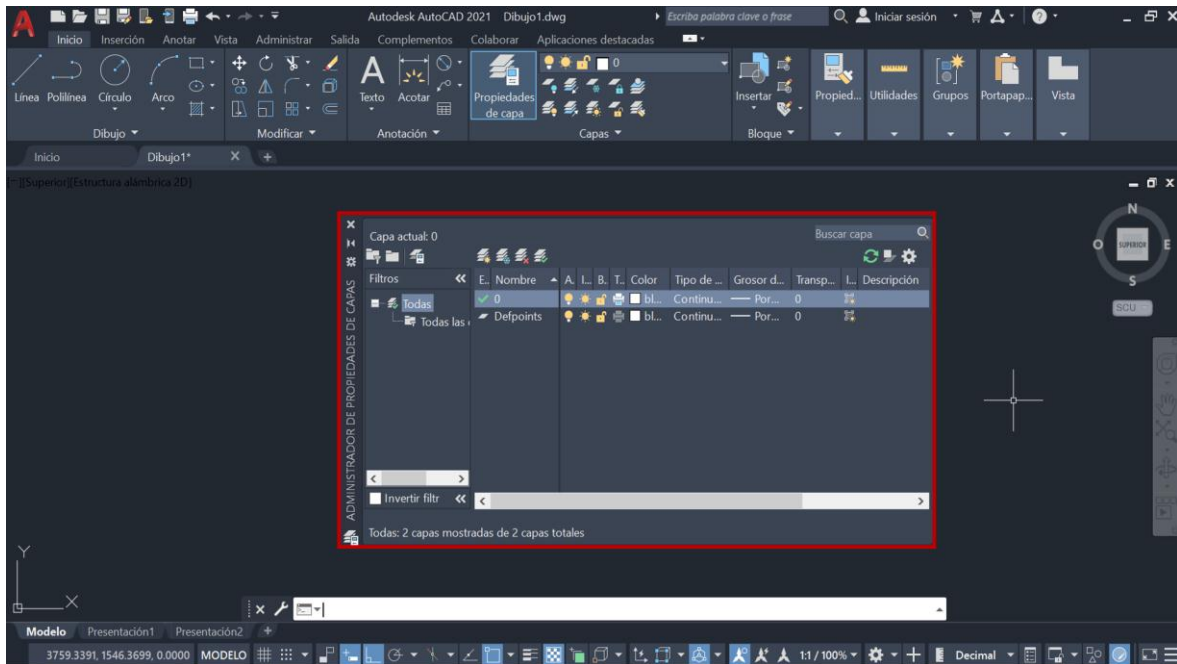 Autodesk AutoCAD 2021 Dibujo1.dwg
Escriba palabra clave o frase
Iniciar sesión
Inicio Inserción Anotar Vista Administrar Salida Complementos Colaborar Aplicaciones destacadas
0
Línea Polilínea Círculo Arco
Texto Acotar
Propiedades de capa
Insertar
Propied... Utilidades Grupos Portapap... Vista
Dibujo Modificar Anotación Capas Bloque
Inicio Dibujo1* X +
[−][Superior][Estructura alámbrica 2D]
N
O SUPERIOR E
S
SCU
Capa actual: 0
Buscar capa
Filtros
E. Nombre A. I... B. T. Color Tipo de ... Grosor d... Transp... I... Descripción
Todas
0 bl... Continu... Por... 0
Todas las
Defpoints bl... Continu... Por... 0
ADMINISTRADOR DE PROPIEDADES DE CAPAS
Invertir filtr
Todas: 2 capas mostradas de 2 capas totales
Y
X
Modelo Presentación1 Presentación2 +
3759.3391, 1546.3699, 0.0000 MODELO 1:1 / 100% Decimal